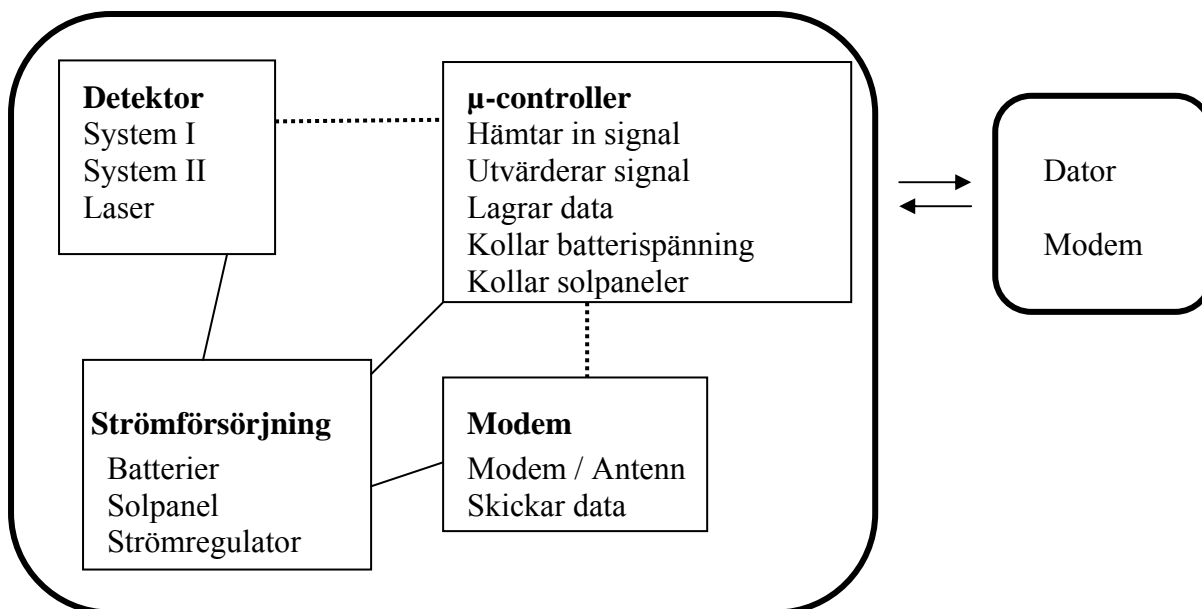 Detektor
System I
System II
Laser
µ-controller
Hämtar in signal
Utvärderar signal
Lagrar data
Kollar batterispänning
Kollar solpaneler
Dator
Modem
Strömförsörjning
Batterier
Solpanel
Strömregulator
Modem
Modem / Antenn
Skickar data